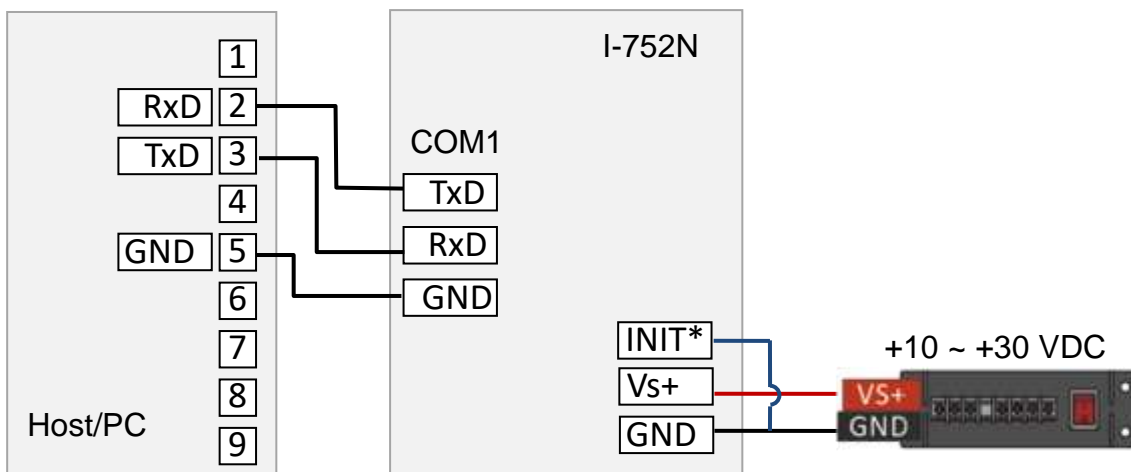 I-752N
1
RxD 2
TxD 3
4
GND 5
6
7
8
9
Host/PC
COM1
TxD
RxD
GND
INIT*
Vs+
GND
+10 ~ +30 VDC
VS+
GND